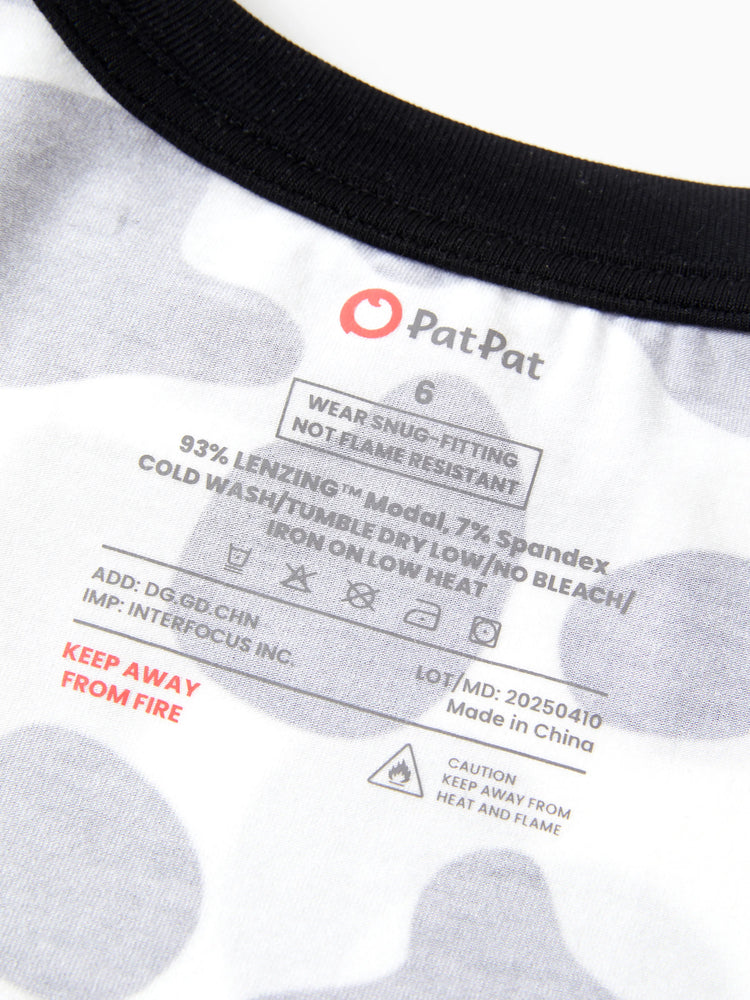 PatPat
6
WEAR SNUG-FITTING
NOT FLAME RESISTANT
93% LENZING™ Modal, 7% Spandex
COLD WASH/TUMBLE DRY LOW/NO BLEACH/
IRON ON LOW HEAT
ADD: DG.GD.CHN
IMP: INTERFOCUS INC.
LOT/MD: 20250410
Made in China
KEEP AWAY
FROM FIRE
CAUTION
KEEP AWAY FROM
HEAT AND FLAME